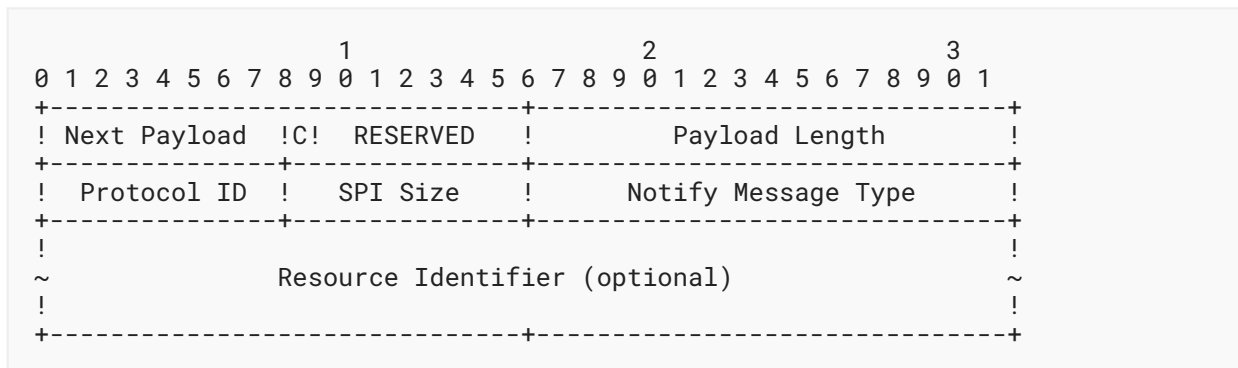 1                   2                   3
0 1 2 3 4 5 6 7 8 9 0 1 2 3 4 5 6 7 8 9 0 1 2 3 4 5 6 7 8 9 0 1
+-------------------------------+-------------------------------+
! Next Payload  !C!  RESERVED   !         Payload Length        !
+---------------+---------------+-------------------------------+
!  Protocol ID  !   SPI Size    !      Notify Message Type      !
+---------------+---------------+-------------------------------+
!                                                               !
~               Resource Identifier (optional)                  ~
!                                                               !
+-------------------------------+-------------------------------+